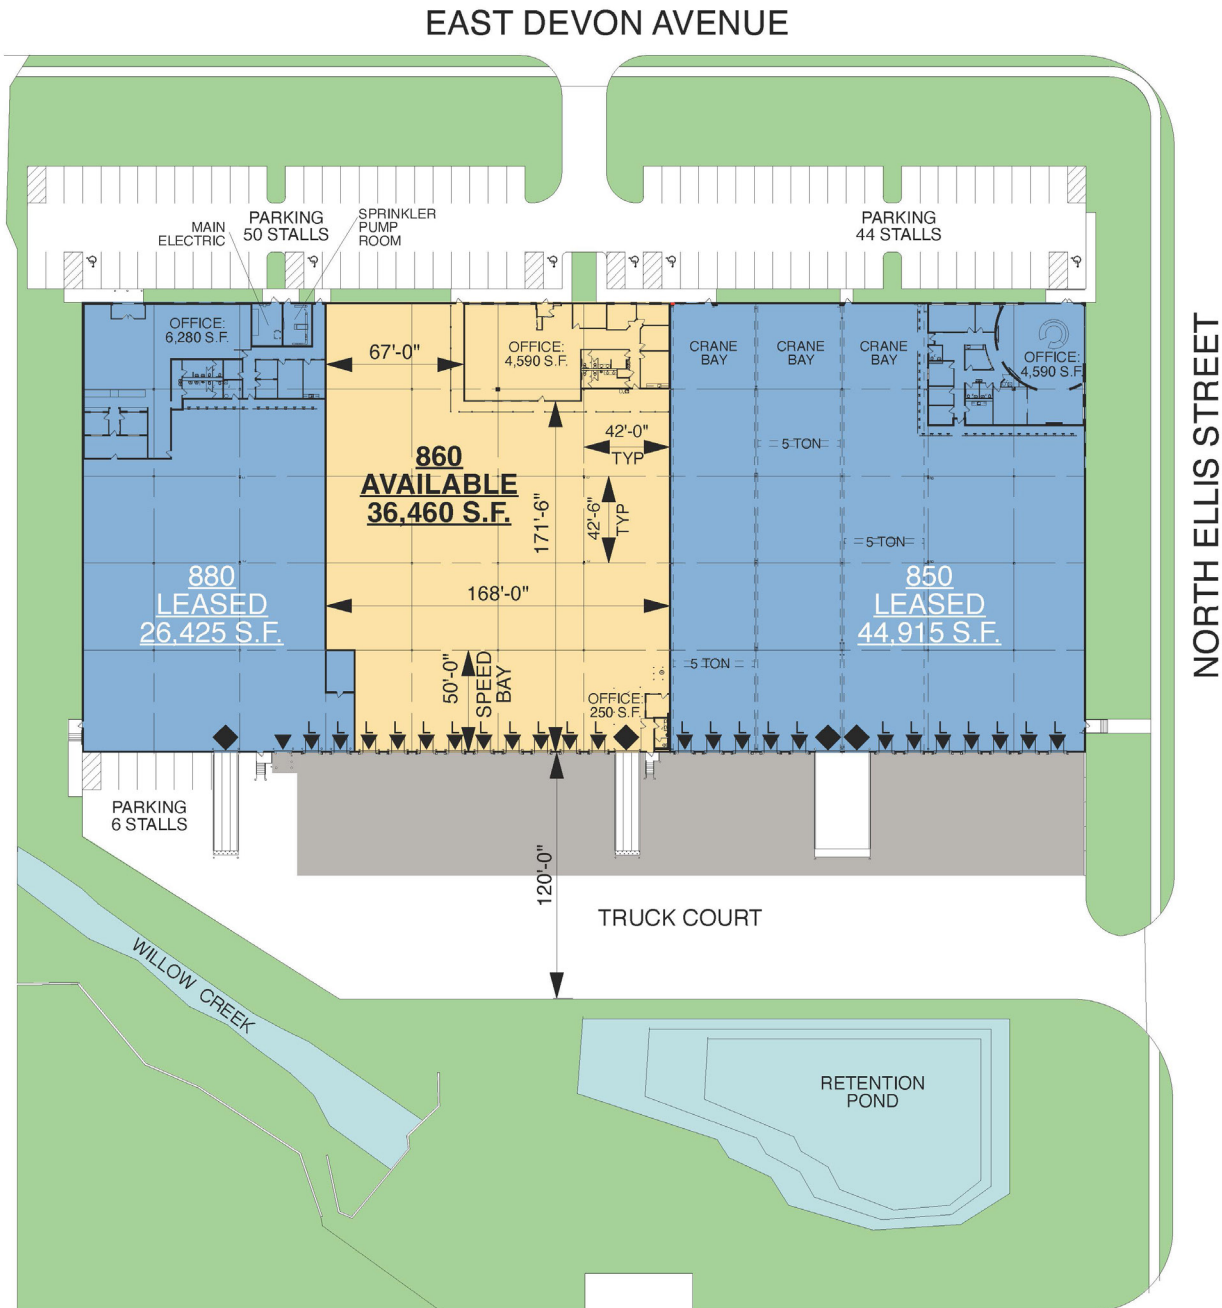 EAST DEVON AVENUE
PARKING
50 STALLS
MAIN
ELECTRIC
SPRINKLER
PUMP
ROOM
PARKING
44 STALLS
OFFICE:
6,280 S.F.
67'-0"
OFFICE:
4,590 S.F.
CRANE
BAY
CRANE
BAY
CRANE
BAY
OFFICE:
4,590 S.F.
42'-0"
TYP
5 TON
860
AVAILABLE
36,460 S.F.
171'-6"
42'-6"
TYP
5 TON
880
LEASED
26,425 S.F.
168'-0"
850
LEASED
44,915 S.F.
5 TON
50'-0"
SPEED
BAY
OFFICE:
250 S.F.
L L L L L L L L L L L L L L L L L L L L L L
NORTH ELLIS STREET
PARKING
6 STALLS
120'-0"
TRUCK COURT
WILLOW CREEK
RETENTION
POND